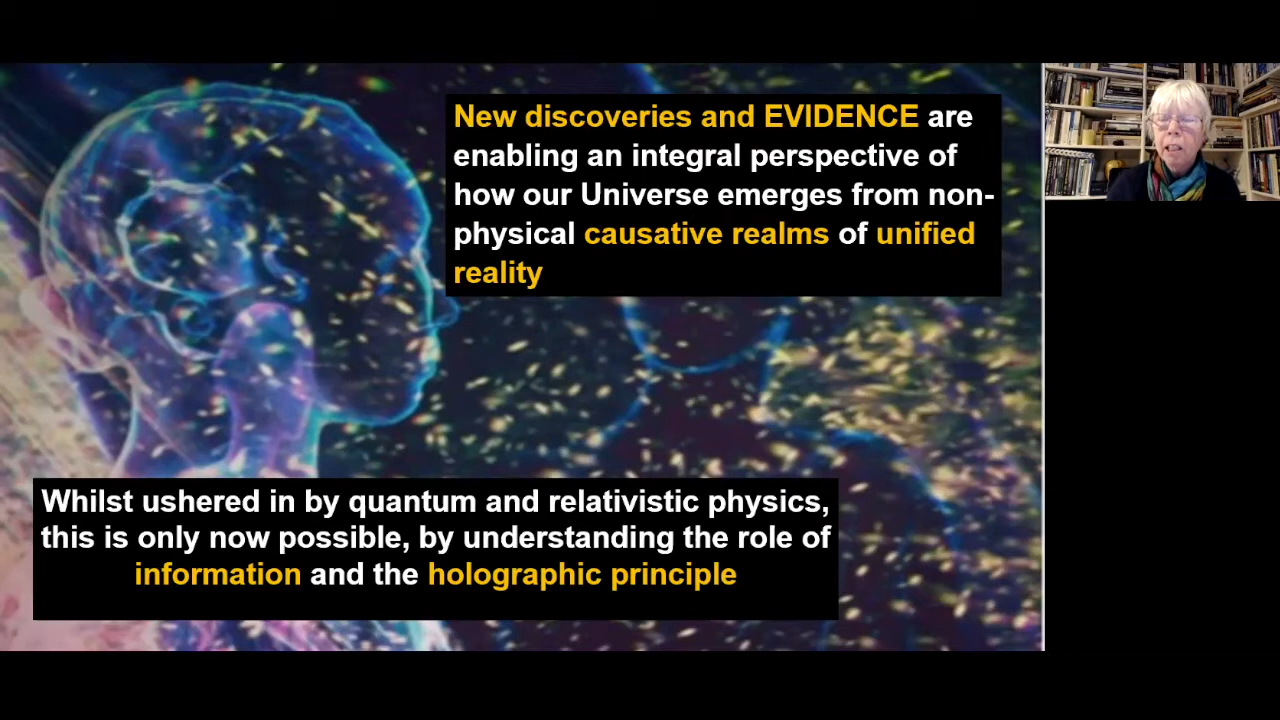 New discoveries and EVIDENCE are
enabling an integral perspective of
how our Universe emerges from non-
physical causative realms of unified
reality
Whilst ushered in by quantum and relativistic physics,
this is only now possible, by understanding the role of
information and the holographic principle